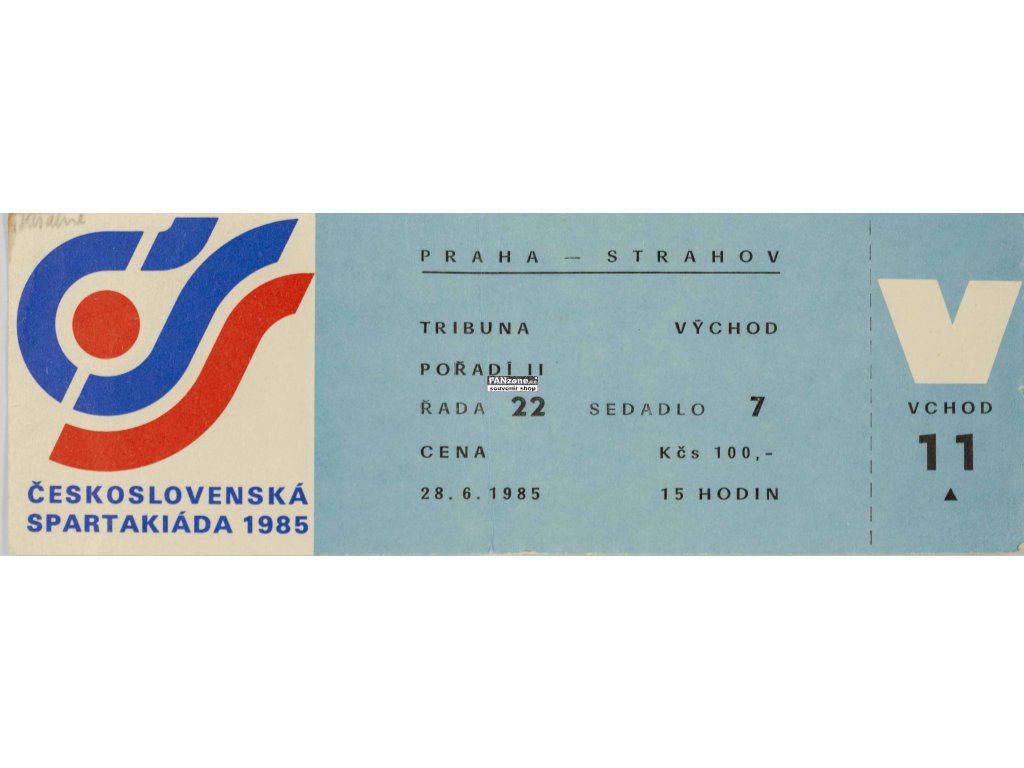 ČESKOSLOVENSKÁ
SPARTAKIÁDA 1985
PRAHA — STRAHOV
TRIBUNA VÝCHOD
POŘADÍ II
FANzone.cz
souvenir shop
ŘADA 22 SEDADLO 7
CENA Kčs 100,-
28.6.1985 15 HODIN
V
VCHOD
11
▲